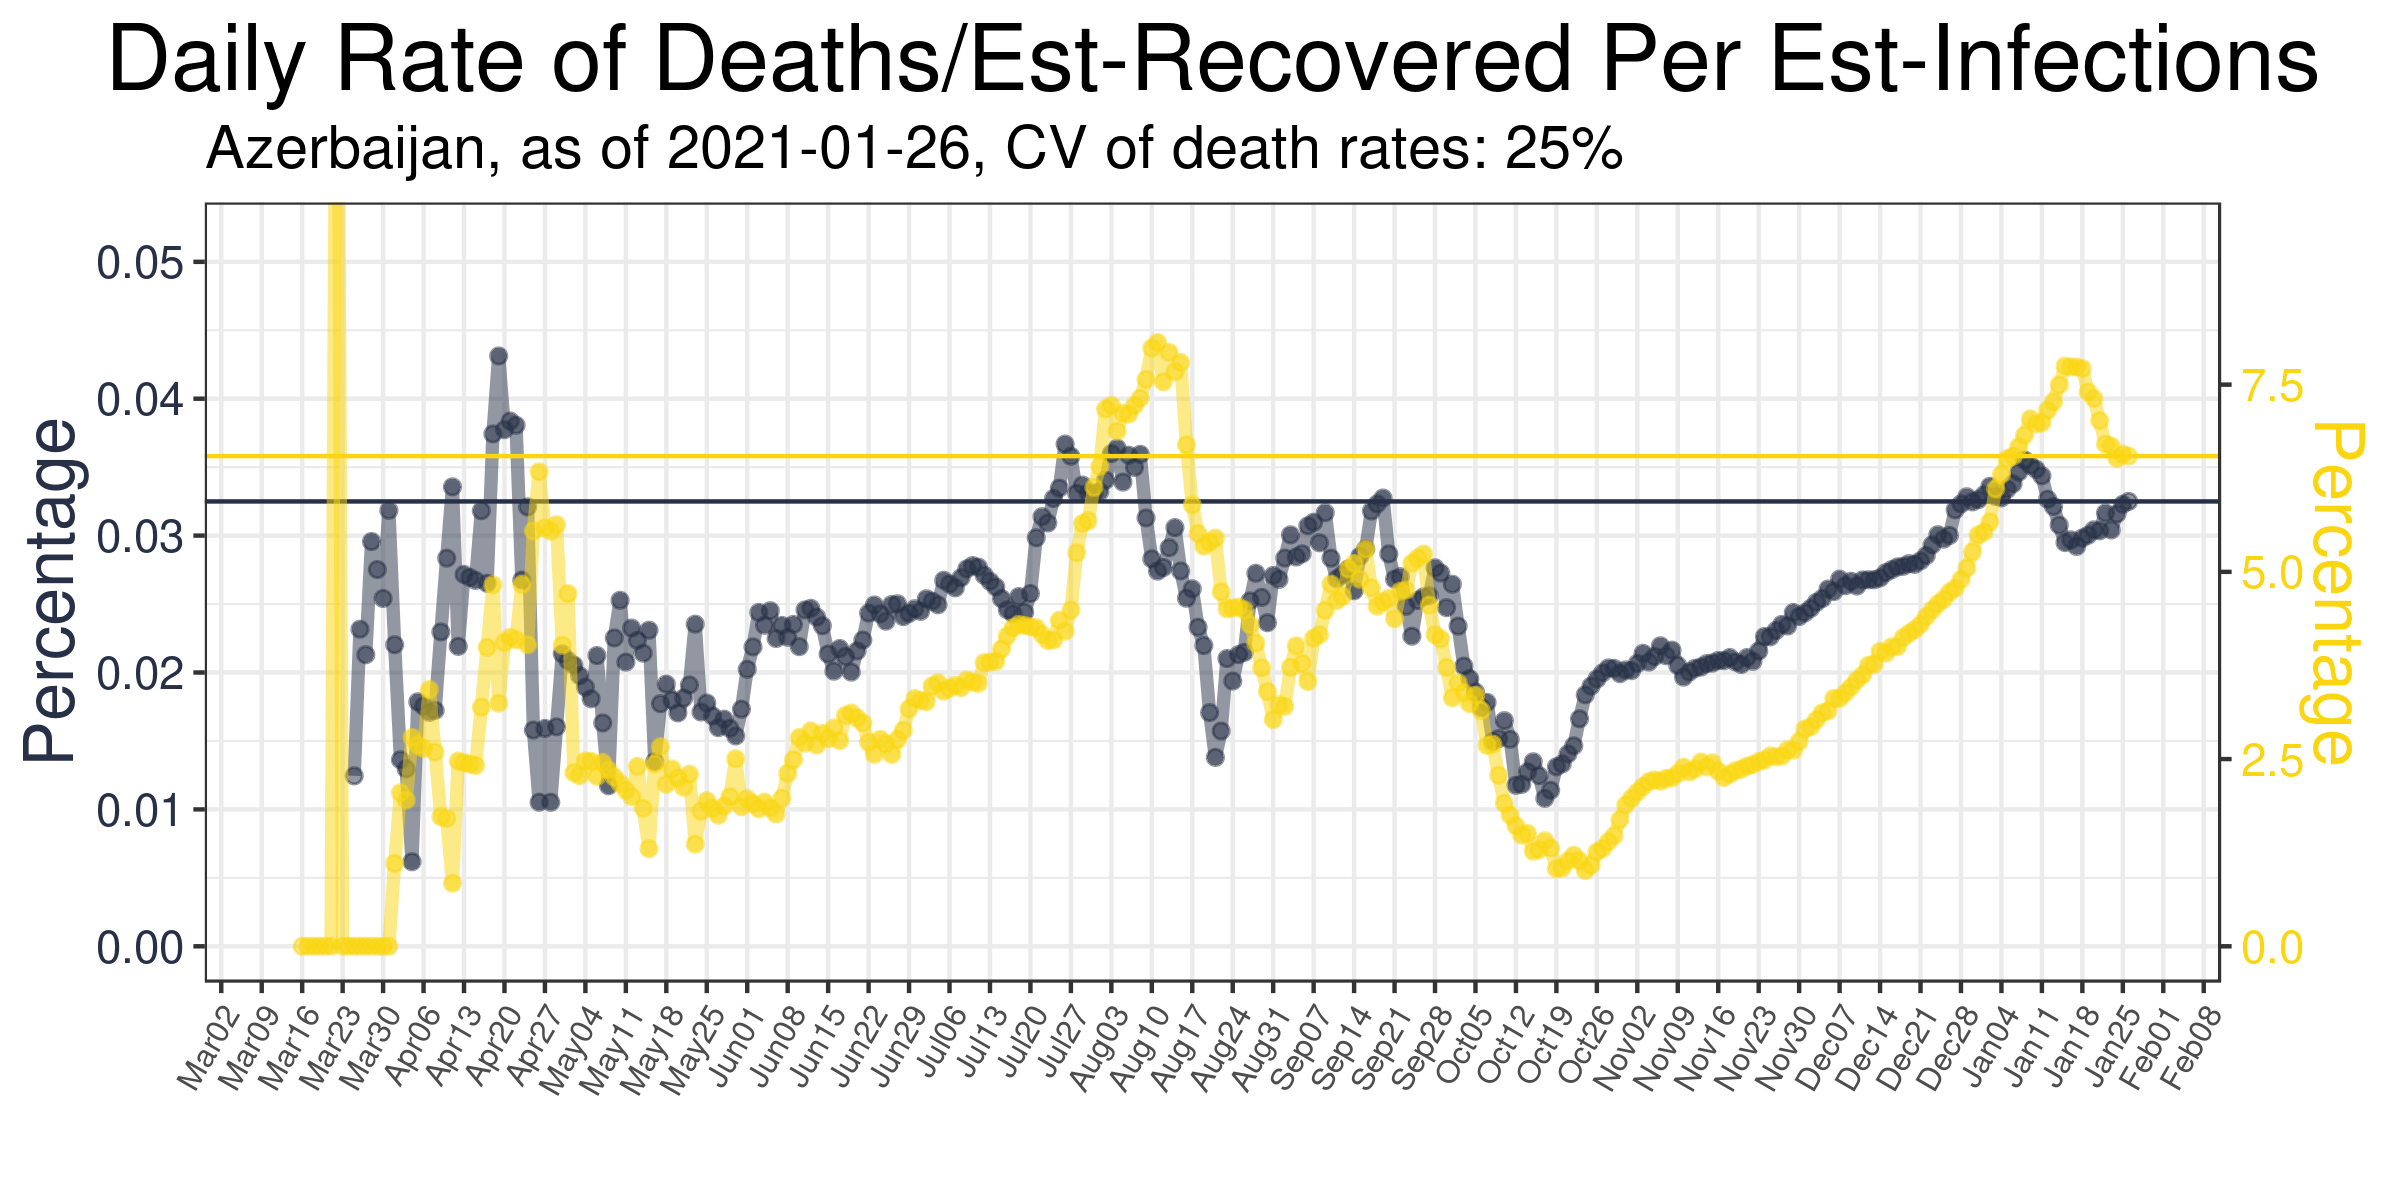 Daily Rate of Deaths/Est-Recovered Per Est-Infections
Azerbaijan, as of 2021-01-26, CV of death rates: 25%
Percentage
0.05
0.04
0.03
0.02
0.01
0.00
7.5
5.0
2.5
0.0
Percentage
Mar02
Mar09
Mar16
Mar23
Mar30
Apr06
Apr13
Apr20
Apr27
May04
May11
May18
May25
Jun01
Jun08
Jun15
Jun22
Jun29
Jul06
Jul13
Jul20
Jul27
Aug03
Aug10
Aug17
Aug24
Aug31
Sep07
Sep14
Sep21
Sep28
Oct05
Oct12
Oct19
Oct26
Nov02
Nov09
Nov16
Nov23
Nov30
Dec07
Dec14
Dec21
Dec28
Jan04
Jan11
Jan18
Jan25
Feb01
Feb08